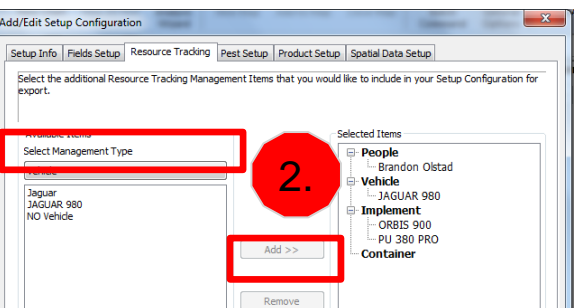 Add/Edit Setup Configuration
Setup Info Fields Setup Resource Tracking Pest Setup Product Setup Spatial Data Setup
Select the additional Resource Tracking Management Items that you would like to include in your Setup Configuration for
export.
Available Items
Select Management Type
Vehicle
Jaguar
JAGUAR 980
NO Vehicle
2.
Add >>
Remove
Selected Items
People
Brandon Olstad
Vehicle
JAGUAR 980
Implement
ORBIS 900
PU 380 PRO
Container